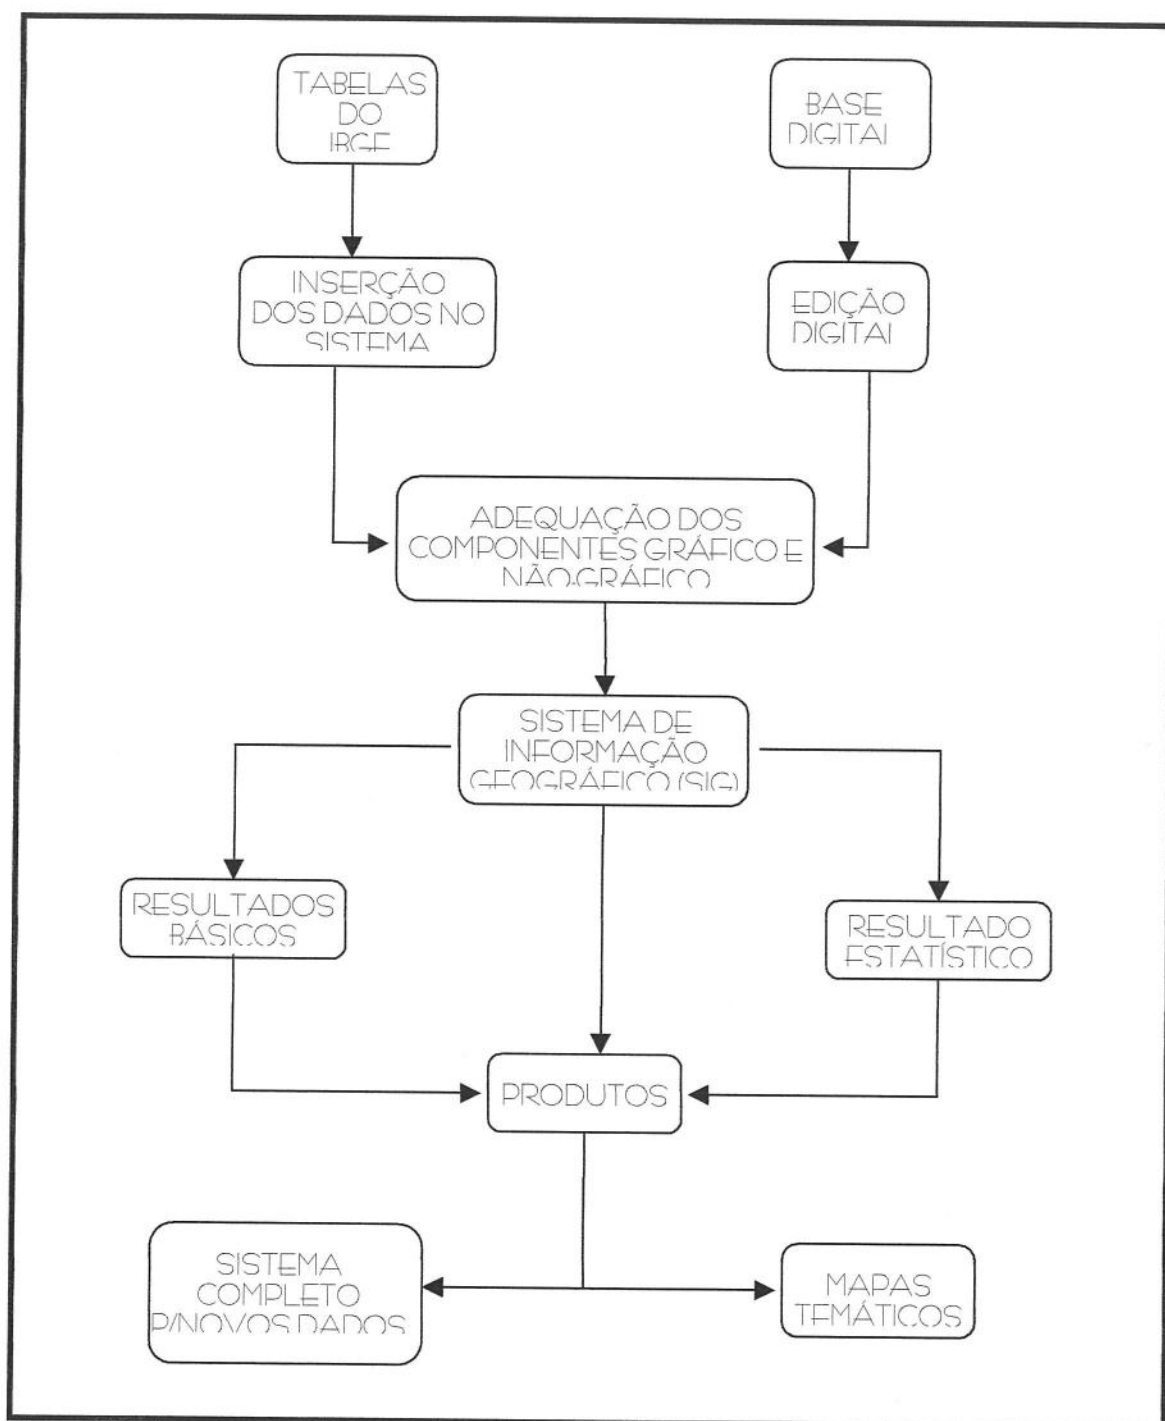 TABELAS
DO
IBGE
BASE
DIGITAL
INSERÇÃO
DOS DADOS NO
SISTEMA
EDIÇÃO
DIGITAL
ADEQUAÇÃO DOS
COMPONENTES GRÁFICO E
NÃO-GRÁFICO
SISTEMA DE
INFORMAÇÃO
GEOGRÁFICO (SIG)
RESULTADOS
BÁSICOS
RESULTADO
ESTATÍSTICO
PRODUTOS
SISTEMA
COMPLETO
P/NOVOS DADOS
MAPAS
TEMÁTICOS